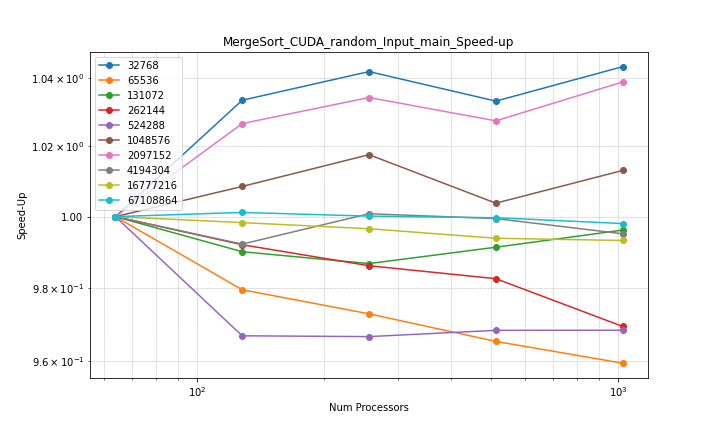 MergeSort_CUDA_random_Input_main_Speed-up
32768
65536
131072
262144
524288
1048576
2097152
4194304
16777216
67108864
1.04 × 10⁰
1.02 × 10⁰
1.00
9.8 × 10⁻¹
9.6 × 10⁻¹
Speed-Up
10²
10³
Num Processors